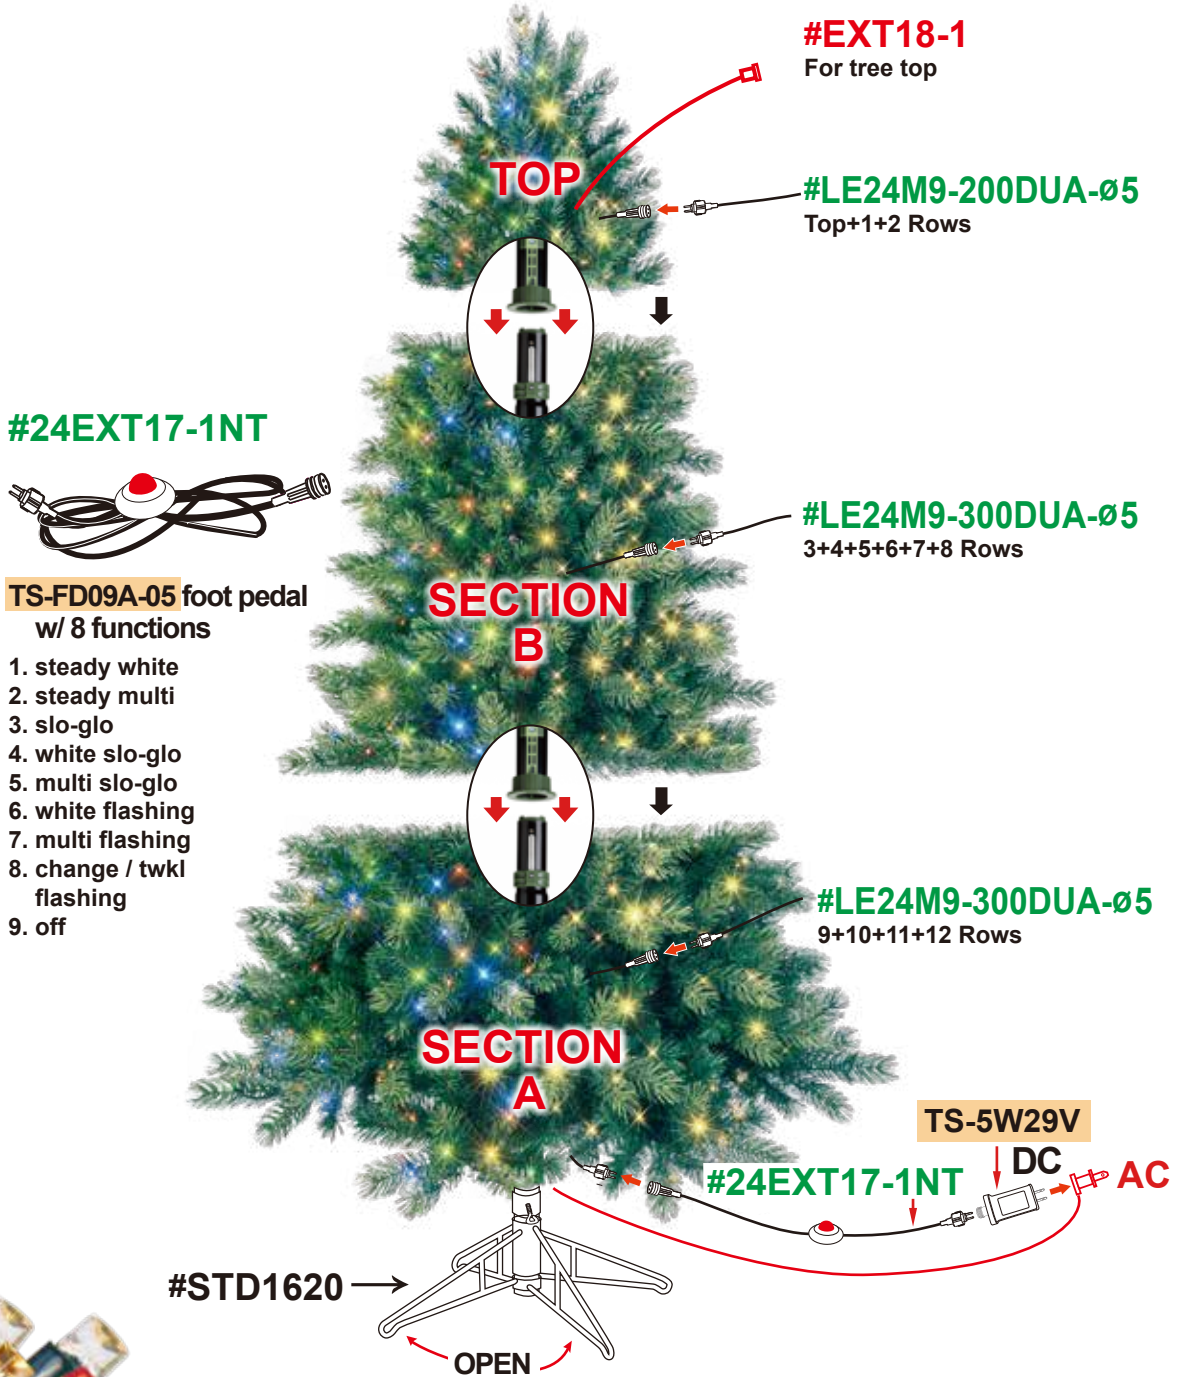 #EXT18-1
For tree top
TOP
#LE24M9-200DUA-ø5
Top+1+2 Rows
#24EXT17-1NT
TS-FD09A-05 foot pedal
w/ 8 functions
1. steady white
2. steady multi
3. slo-glo
4. white slo-glo
5. multi slo-glo
6. white flashing
7. multi flashing
8. change / twkl
flashing
9. off
#LE24M9-300DUA-ø5
3+4+5+6+7+8 Rows
SECTION
B
#LE24M9-300DUA-ø5
9+10+11+12 Rows
SECTION
A
TS-5W29V
DC
AC
#24EXT17-1NT
#STD1620
OPEN